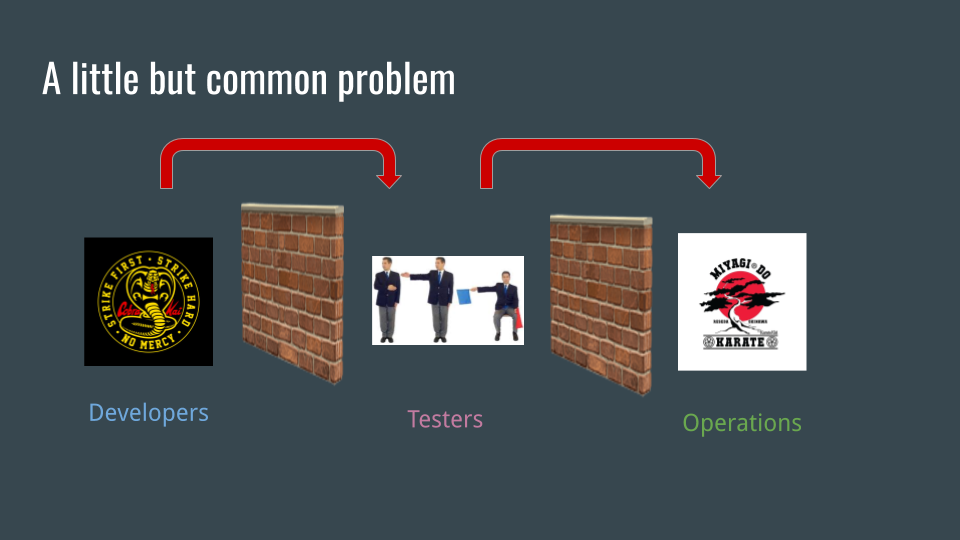 A little but common problem
STRIKE FIRST · STRIKE HARD · NO MERCY ·
Cobra Kai
MIYAGI DO
KARATE
Developers
Testers
Operations